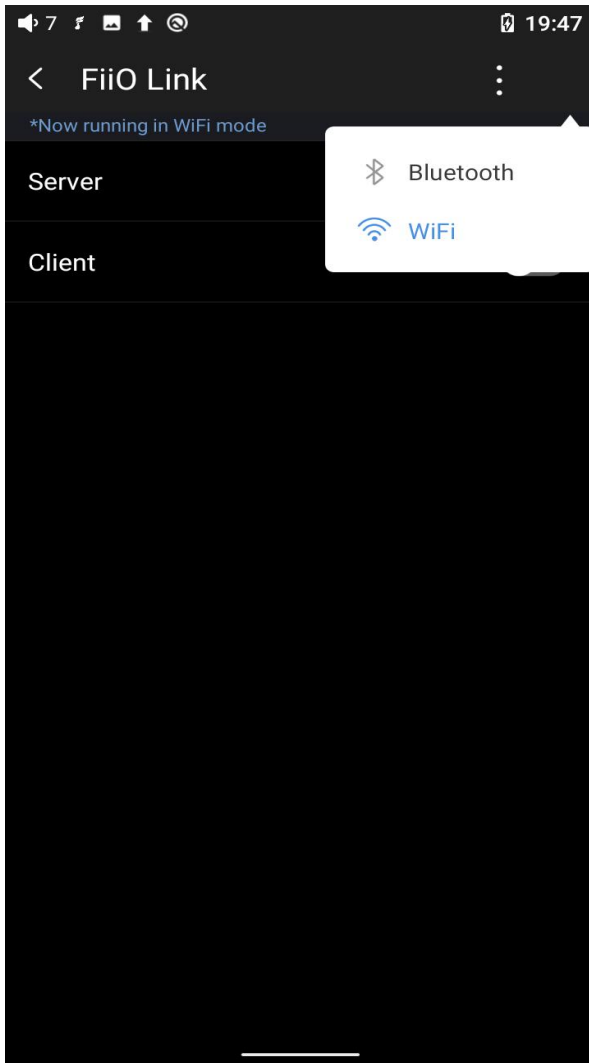 7 19:47
FiiO Link
*Now running in WiFi mode
Server
Bluetooth
WiFi
Client